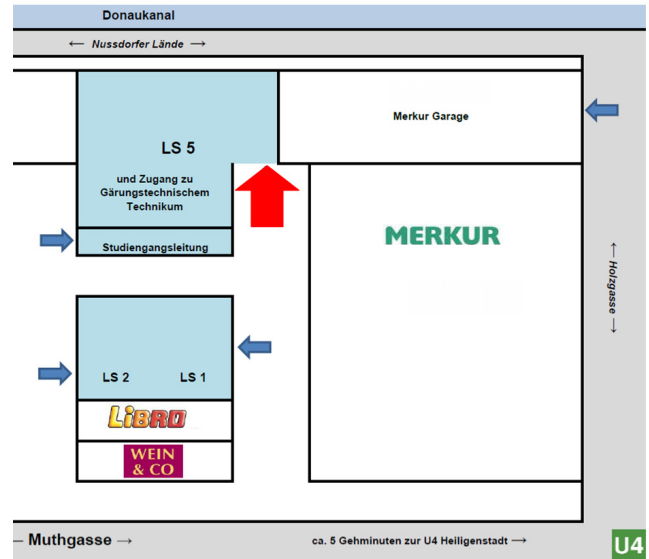 Donaukanal
← Nussdorfer Lände →
Merkur Garage
LS 5
und Zugang zu
Gärungstechnischem
Technikum
Studiengangsleitung
MERKUR
← Holzgasse →
LS 2 LS 1
LiBRO
WEIN
& CO
– Muthgasse →
ca. 5 Gehminuten zur U4 Heiligenstadt →
U4